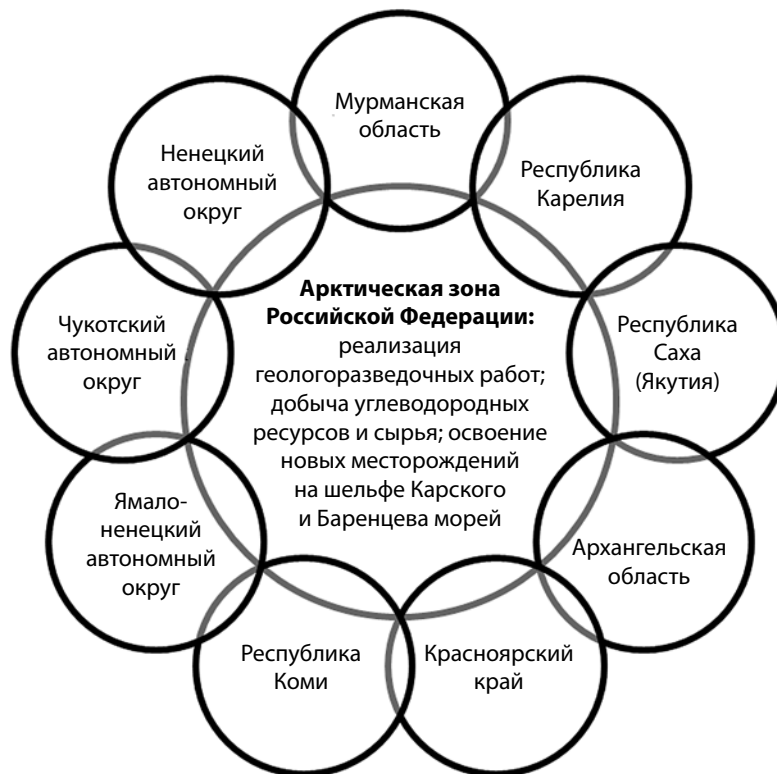 Мурманская
область
Республика
Карелия
Республика
Саха
(Якутия)
Архангельская
область
Красноярский
край
Республика
Коми
Ямало-
ненецкий
автономный
округ
Чукотский
автономный
округ
Ненецкий
автономный
округ
Арктическая зона
Российской Федерации:
реализация
геологоразведочных работ;
добыча углеводородных
ресурсов и сырья; освоение
новых месторождений
на шельфе Карского
и Баренцева морей